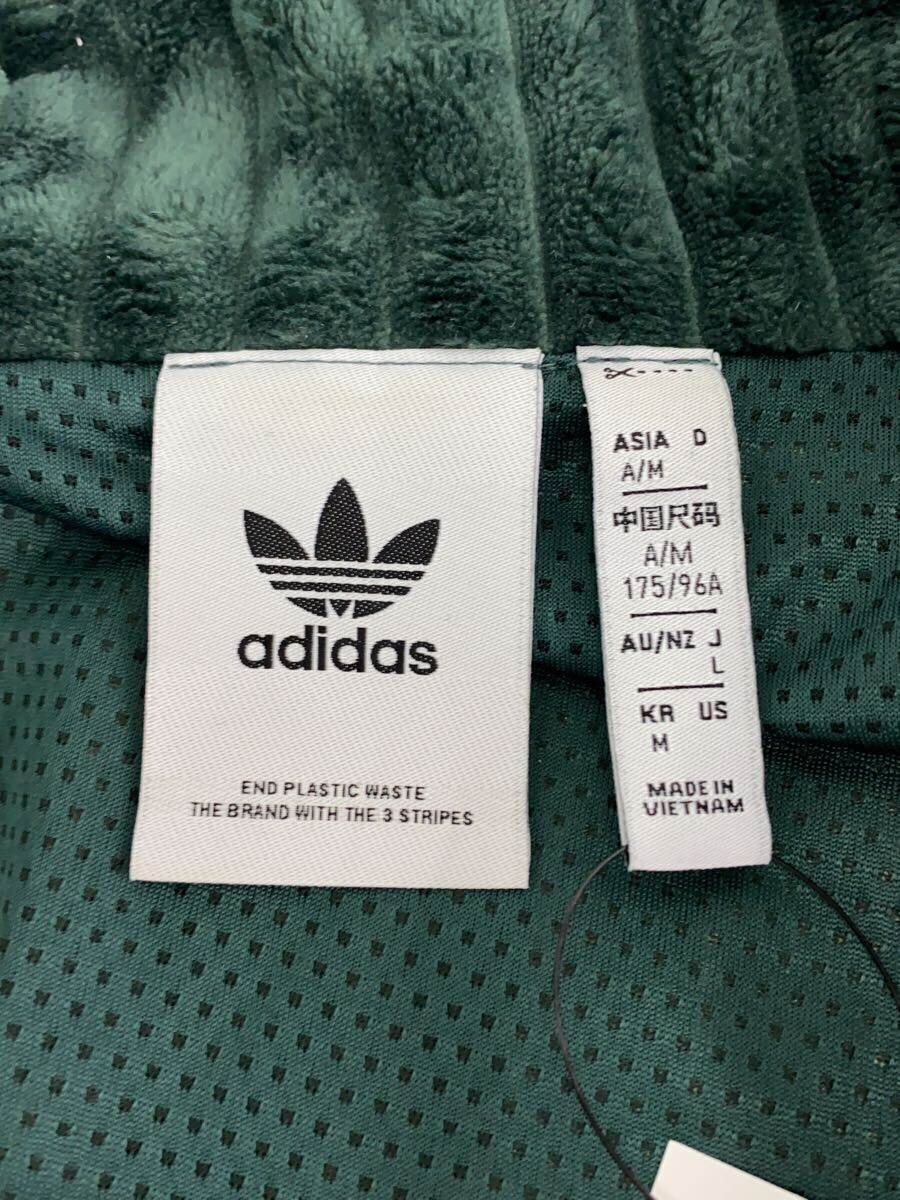 adidas
END PLASTIC WASTE
THE BRAND WITH THE 3 STRIPES
ASIA D
A/M
中国尺码
A/M
175/96A
AU/NZ J
L
KR US
M
MADE IN
VIETNAM